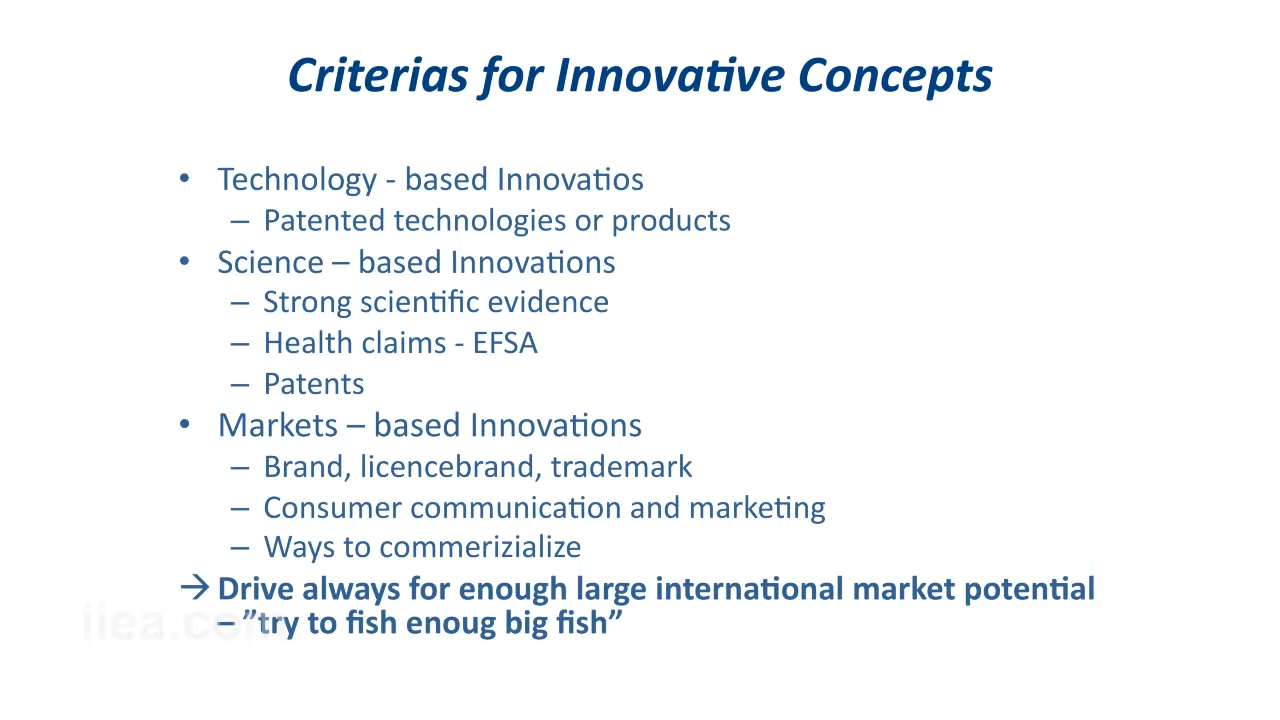 Criterias for Innovative Concepts
• Technology - based Innovatios
– Patented technologies or products
• Science – based Innovations
– Strong scientific evidence
– Health claims - EFSA
– Patents
• Markets – based Innovations
– Brand, licencebrand, trademark
– Consumer communication and marketing
– Ways to commerizialize
→ Drive always for enough large international market potential
– ”try to fish enoug big fish”
iiea.com